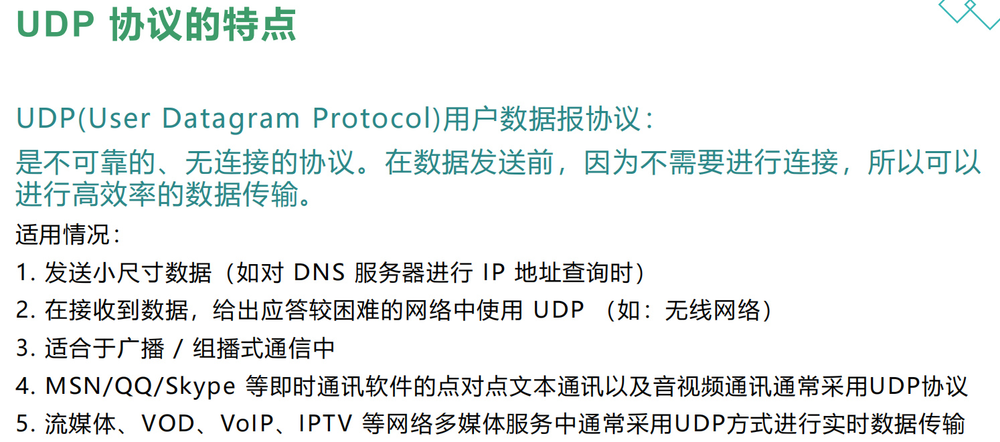 UDP 协议的特点
UDP(User Datagram Protocol)用户数据报协议：
是不可靠的、无连接的协议。在数据发送前，因为不需要进行连接，所以可以
进行高效率的数据传输。
适用情况：
1. 发送小尺寸数据（如对 DNS 服务器进行 IP 地址查询时）
2. 在接收到数据，给出应答较困难的网络中使用 UDP （如：无线网络）
3. 适合于广播 / 组播式通信中
4. MSN/QQ/Skype 等即时通讯软件的点对点文本通讯以及音视频通讯通常采用UDP协议
5. 流媒体、VOD、VoIP、IPTV 等网络多媒体服务中通常采用UDP方式进行实时数据传输